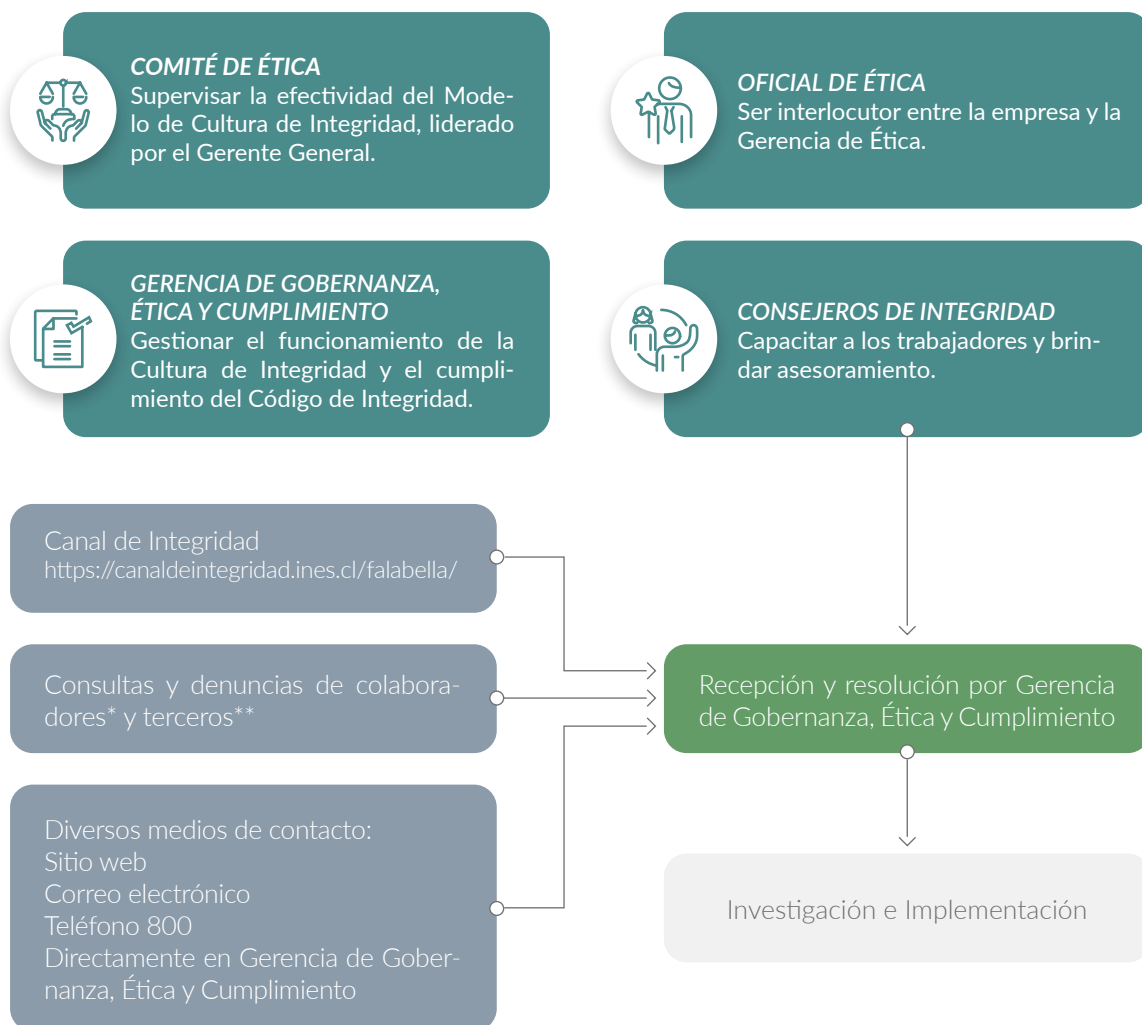 COMITÉ DE ÉTICA
Supervisar la efectividad del Mode-
lo de Cultura de Integridad, liderado
por el Gerente General.
OFICIAL DE ÉTICA
Ser interlocutor entre la empresa y la
Gerencia de Ética.
GERENCIA DE GOBERNANZA,
ÉTICA Y CUMPLIMIENTO
Gestionar el funcionamiento de la
Cultura de Integridad y el cumpli-
miento del Código de Integridad.
CONSEJEROS DE INTEGRIDAD
Capacitar a los trabajadores y brin-
dar asesoramiento.
Canal de Integridad
https://canaldeintegridad.ines.cl/falabella/
Consultas y denuncias de colabora-
dores* y terceros**
Diversos medios de contacto:
Sitio web
Correo electrónico
Teléfono 800
Directamente en Gerencia de Gober-
nanza, Ética y Cumplimiento
Recepción y resolución por Gerencia
de Gobernanza, Ética y Cumplimiento
Investigación e Implementación